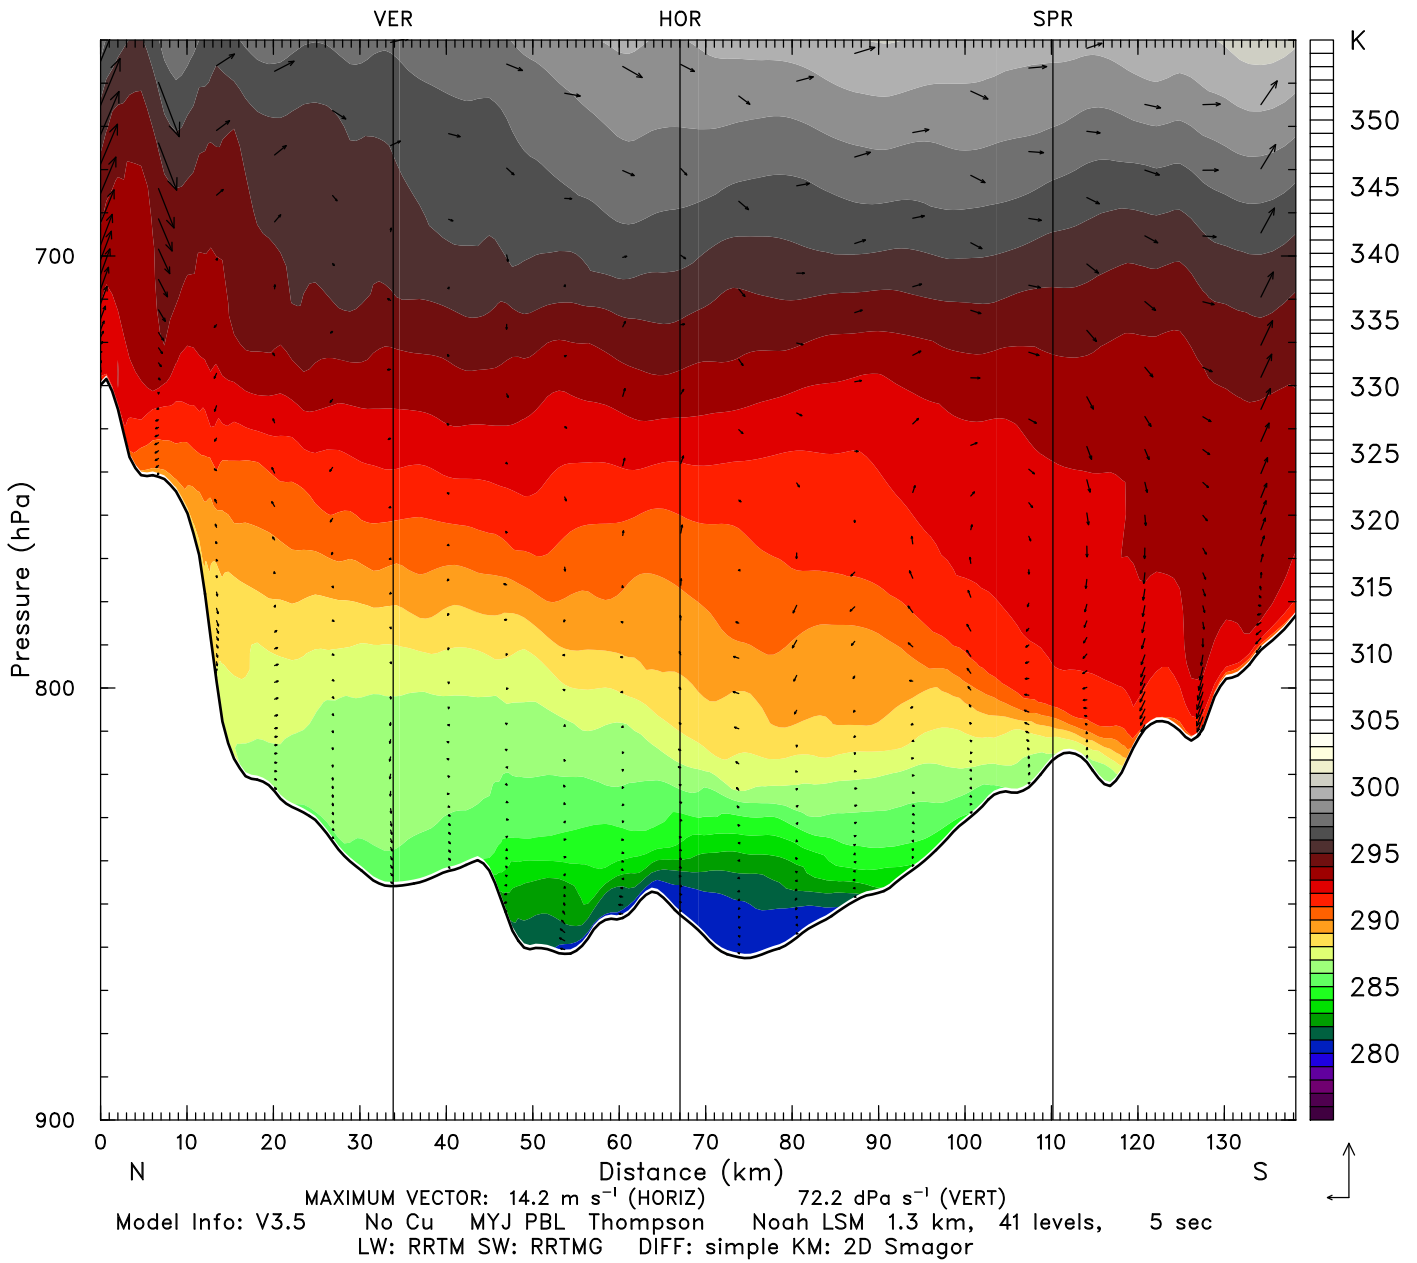 VER HOR SPR
K
350
345
340
335
330
325
320
315
310
305
300
295
290
285
280
Pressure (hPa)
700
800
900
0 10 20 30 40 50 60 70 80 90 100 110 120 130
N Distance (km) S
MAXIMUM VECTOR: 14.2 m s⁻¹ (HORIZ) 72.2 dPa s⁻¹ (VERT)
Model Info: V3.5 No Cu MYJ PBL Thompson Noah LSM 1.3 km, 41 levels, 5 sec
LW: RRTM SW: RRTMG DIFF: simple KM: 2D Smagor